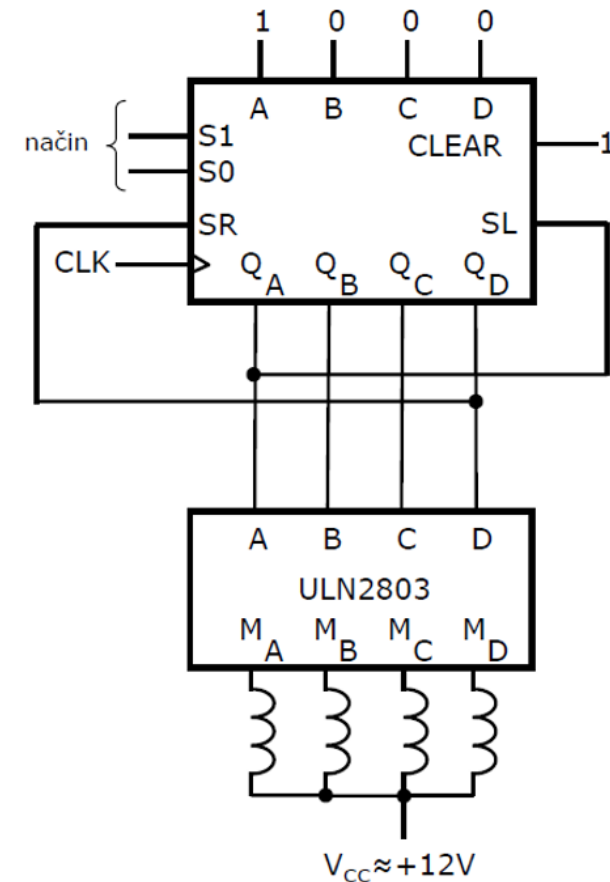 1 0 0 0
A B C D
način
S1
CLEAR
1
S0
SR
SL
CLK
QA QB QC QD
A B C D
ULN2803
MA MB MC MD
VCC≈+12V